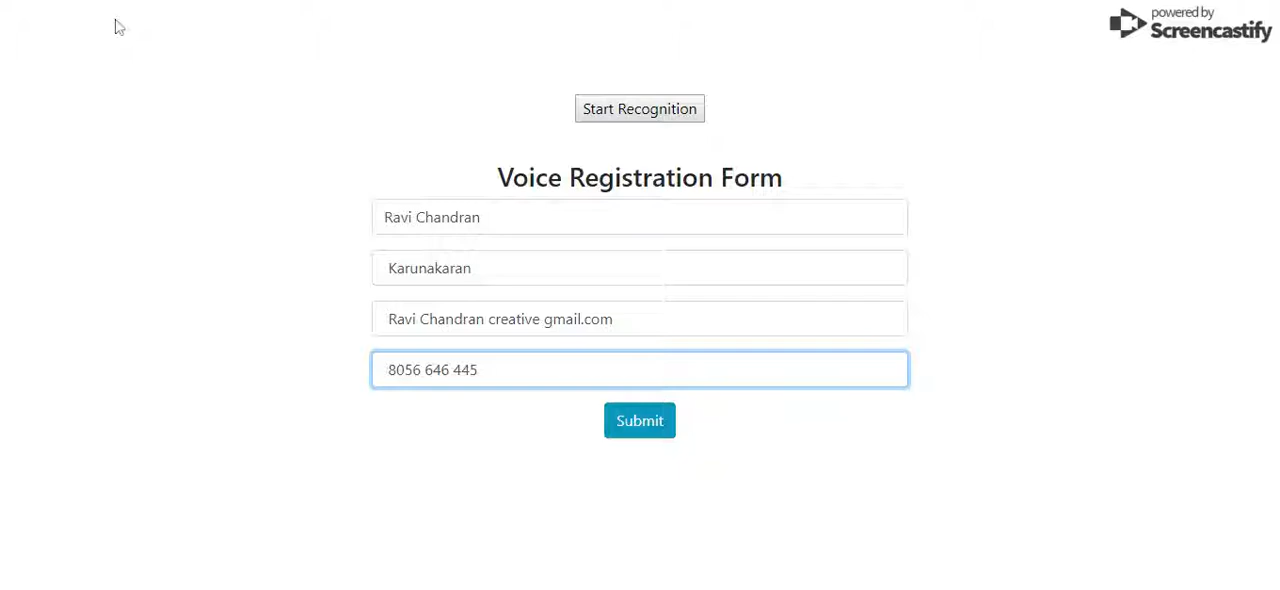 powered by
Screencastify
Start Recognition
Voice Registration Form
Ravi Chandran
Karunakaran
Ravi Chandran creative gmail.com
8056 646 445
Submit